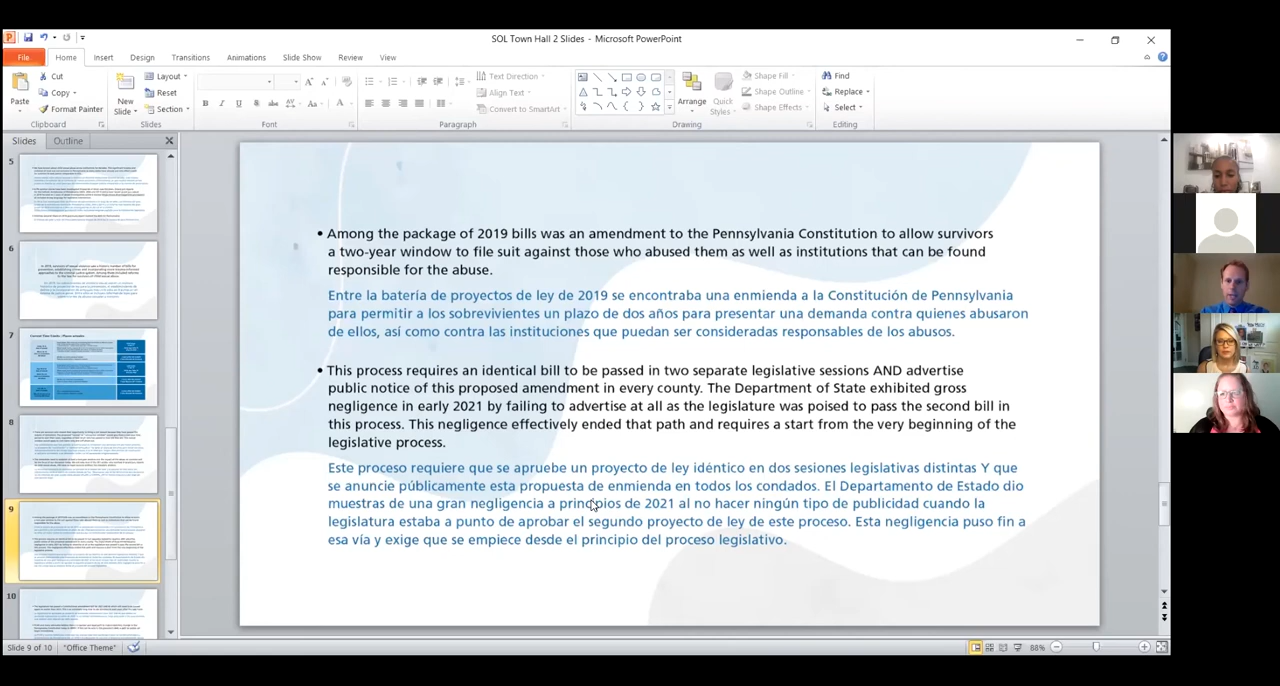 SOL Town Hall 2 Slides - Microsoft PowerPoint
File
Home
Insert
Design
Transitions
Animations
Slide Show
Review
View
Paste
Cut
Copy
Format Painter
Clipboard
New
Slide
Layout
Reset
Section
Slides
B I U S abc AV Aa A
Font
Text Direction
Align Text
Convert to SmartArt
Paragraph
Arrange
Quick
Styles
Shape Fill
Shape Outline
Shape Effects
Drawing
Find
Replace
Select
Editing
Slides
Outline
5
6
7
8
9
10
• Among the package of 2019 bills was an amendment to the Pennsylvania Constitution to allow survivors
a two-year window to file suit against those who abused them as well as institutions that can be found
responsible for the abuse.
Entre la batería de proyectos de ley de 2019 se encontraba una enmienda a la Constitución de Pennsylvania
para permitir a los sobrevivientes un plazo de dos años para presentar una demanda contra quienes abusaron
de ellos, así como contra las instituciones que puedan ser consideradas responsables de los abusos.
• This process requires an identical bill to be passed in two separate legislative sessions AND advertise
public notice of this proposed amendment in every county. The Department of State exhibited gross
negligence in early 2021 by failing to advertise at all as the legislature was poised to pass the second bill in
this process. This negligence effectively ended that path and requires a start from the very beginning of the
legislative process.
Este proceso requiere que se apruebe un proyecto de ley idéntico en dos sesiones legislativas distintas Y que
se anuncie públicamente esta propuesta de enmienda en todos los condados. El Departamento de Estado dio
muestras de una gran negligencia a principios de 2021 al no hacer ningún tipo de publicidad cuando la
legislatura estaba a punto de aprobar el segundo proyecto de ley de este proceso. Esta negligencia puso fin a
esa vía y exige que se empiece desde el principio del proceso legislativo.
Slide 9 of 10
"Office Theme"
88%